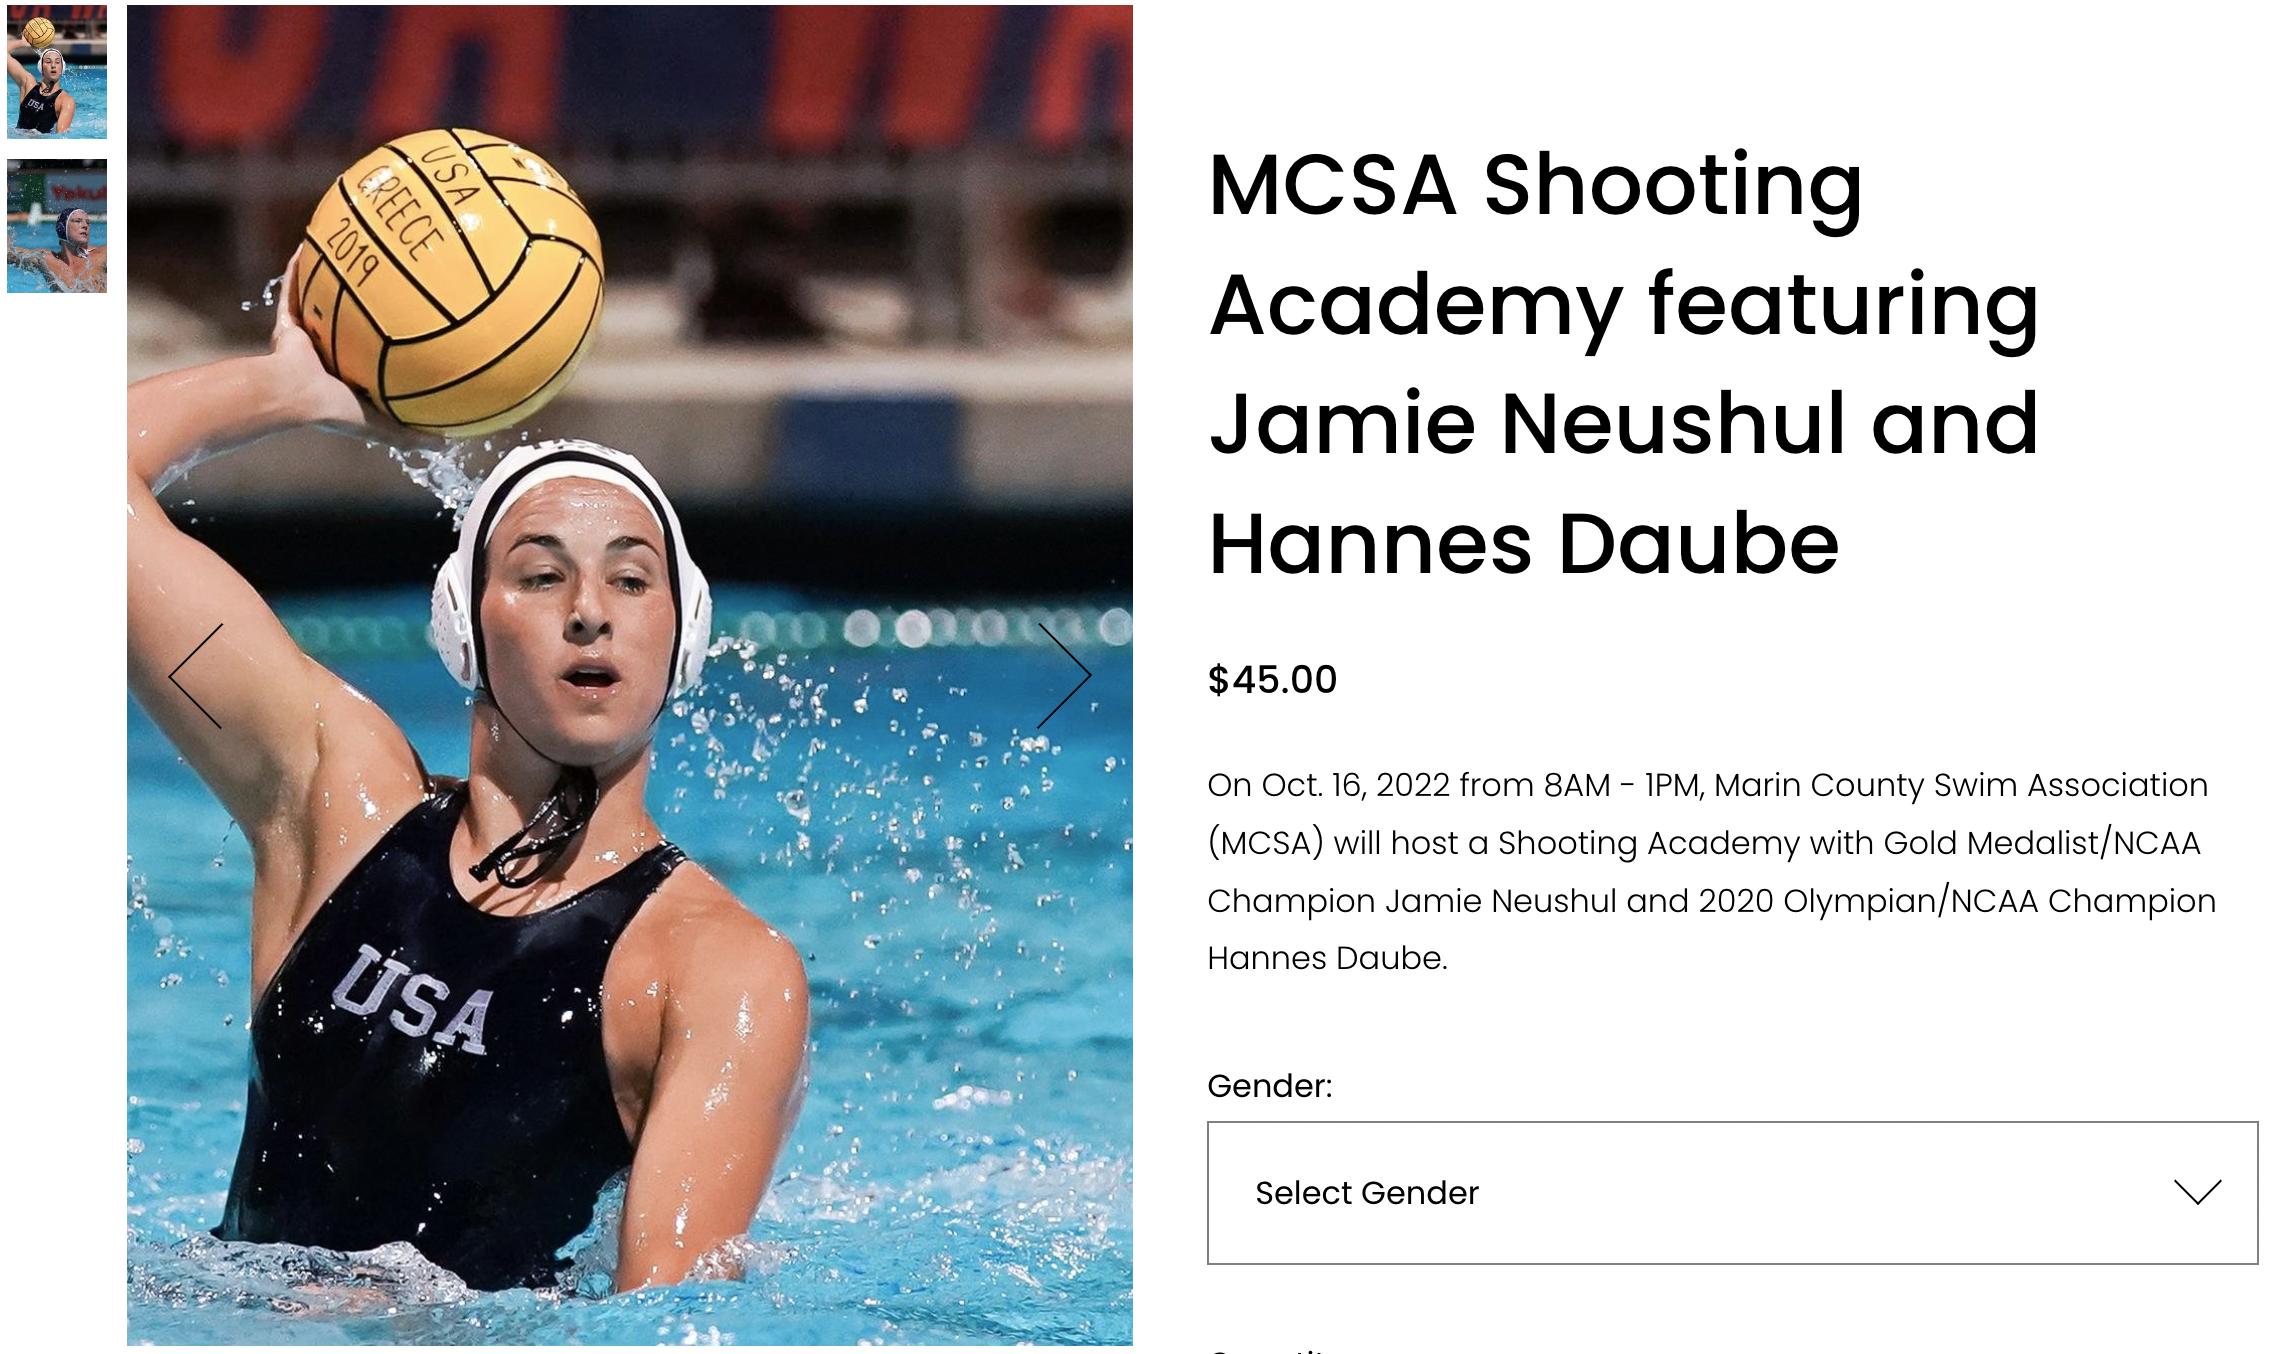 USA
GREECE
2019
USA
MCSA Shooting
Academy featuring
Jamie Neushul and
Hannes Daube
$45.00
On Oct. 16, 2022 from 8AM - 1PM, Marin County Swim Association
(MCSA) will host a Shooting Academy with Gold Medalist/NCAA
Champion Jamie Neushul and 2020 Olympian/NCAA Champion
Hannes Daube.
Gender:
Select Gender